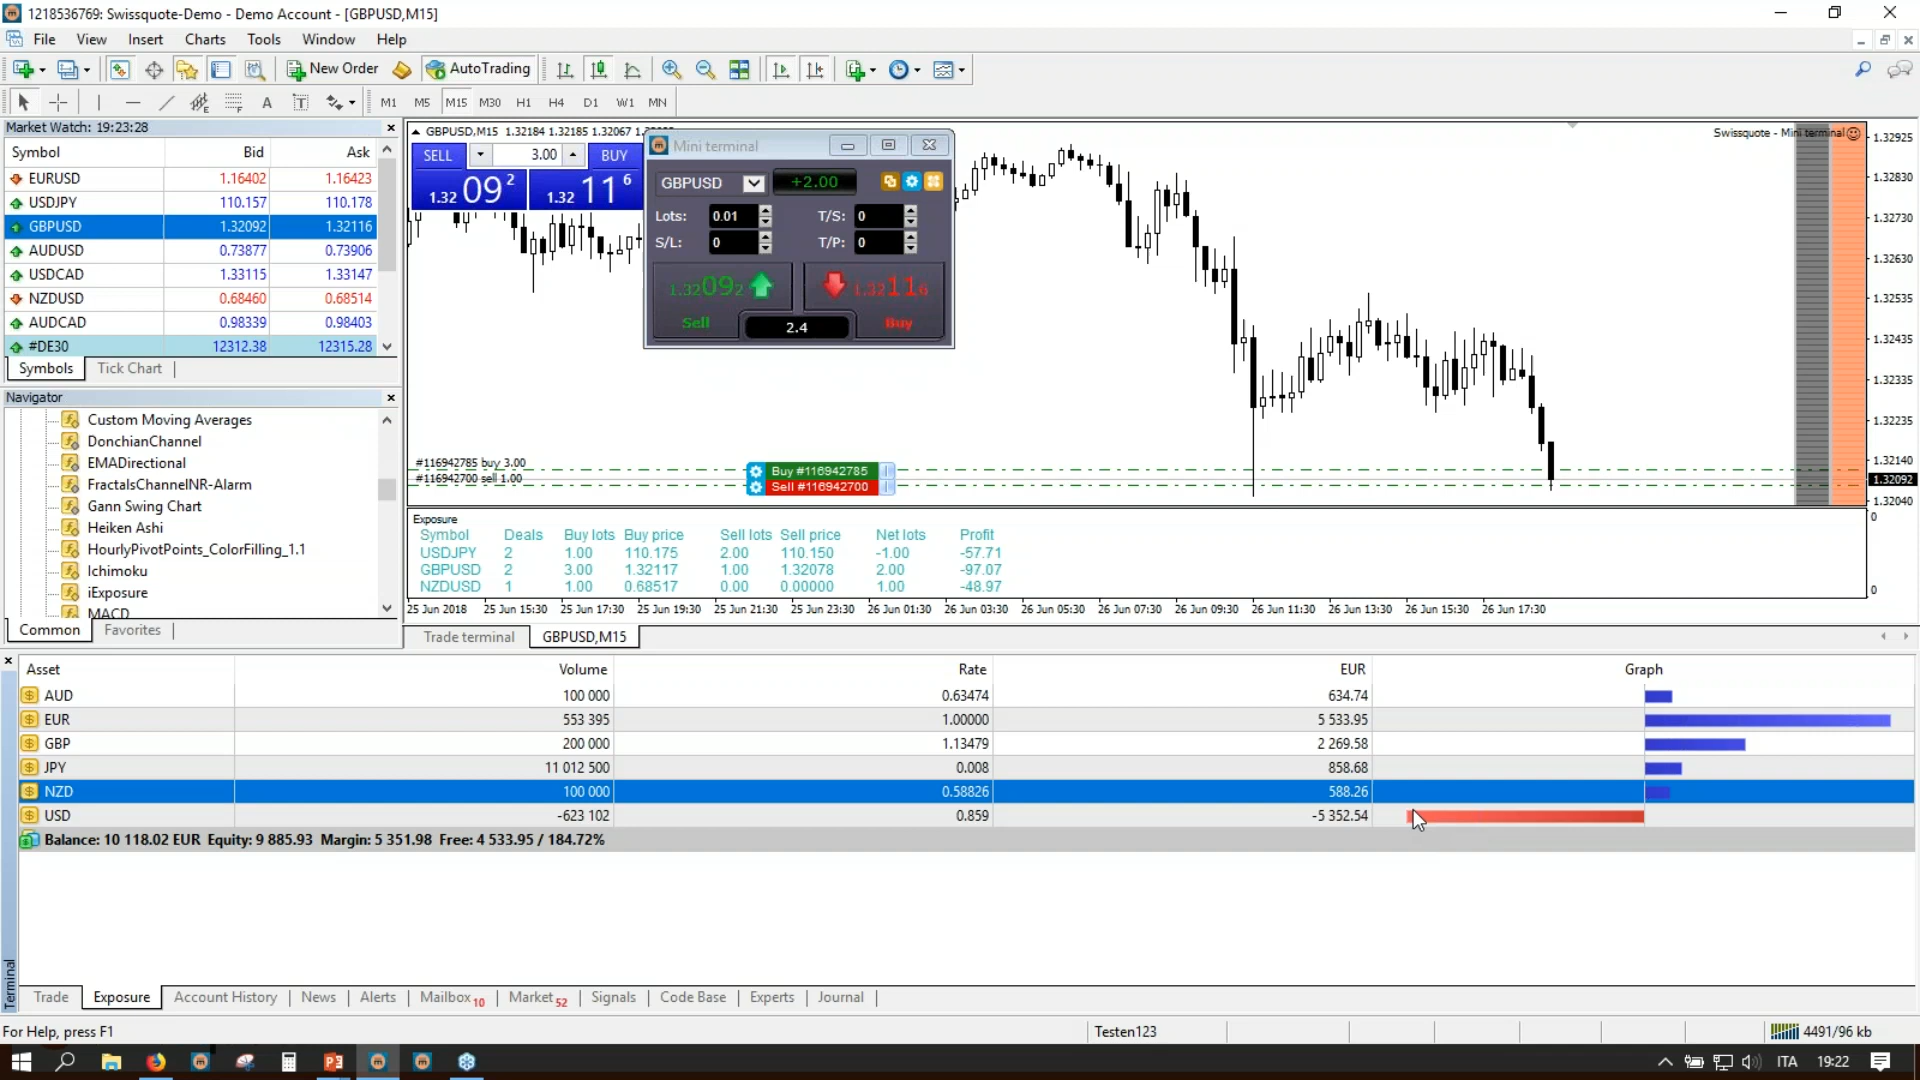 1218536769: Swissquote-Demo - Demo Account - [GBPUSD,M15]
File View Insert Charts Tools Window Help
New Order AutoTrading
A T M1 M5 M15 M30 H1 H4 D1 W1 MN
Market Watch: 19:23:28
Symbol Bid Ask
EURUSD 1.16402 1.16423
USDJPY 110.157 110.178
GBPUSD 1.32092 1.32116
AUDUSD 0.73877 0.73906
USDCAD 1.33115 1.33147
NZDUSD 0.68460 0.68514
AUDCAD 0.98339 0.98403
#DE30 12312.38 12315.28
Symbols Tick Chart
Navigator
Custom Moving Averages
DonchianChannel
EMADirectional
FractalsChannelNR-Alarm
Gann Swing Chart
Heiken Ashi
HourlyPivotPoints_ColorFilling_1.1
Ichimoku
iExposure
MACD
Common Favorites
GBPUSD,M15 1.32184 1.32185 1.32067
SELL 3.00 BUY
1.32 09 2 1.32 11 6
Mini terminal
GBPUSD +2.00
Lots: 0.01 T/S: 0
S/L: 0 T/P: 0
1.32092 1.32116
Sell 2.4 Buy
Swissquote - Mini terminal
1.32925
1.32830
1.32730
1.32630
1.32535
1.32435
1.32335
1.32235
1.32140
1.32092
1.32040
#116942785 buy 3.00
#116942700 sell 1.00
Buy #116942785
Sell #116942700
Exposure
Symbol Deals Buy lots Buy price Sell lots Sell price Net lots Profit
USDJPY 2 1.00 110.175 2.00 110.150 -1.00 -57.71
GBPUSD 2 3.00 1.32117 1.00 1.32078 2.00 -97.07
NZDUSD 1 1.00 0.68517 0.00 0.00000 1.00 -48.97
0
0
25 Jun 2018 25 Jun 15:30 25 Jun 17:30 25 Jun 19:30 25 Jun 21:30 25 Jun 23:30 26 Jun 01:30 26 Jun 03:30 26 Jun 05:30 26 Jun 07:30 26 Jun 09:30 26 Jun 11:30 26 Jun 13:30 26 Jun 15:30 26 Jun 17:30
Trade terminal GBPUSD,M15
Asset Volume Rate EUR Graph
AUD 100 000 0.63474 634.74
EUR 553 395 1.00000 5 533.95
GBP 200 000 1.13479 2 269.58
JPY 11 012 500 0.008 858.68
NZD 100 000 0.58826 588.26
USD -623 102 0.859 -5 352.54
Balance: 10 118.02 EUR Equity: 9 885.93 Margin: 5 351.98 Free: 4 533.95 / 184.72%
Terminal
Trade Exposure Account History News Alerts Mailbox 10 Market 52 Signals Code Base Experts Journal
For Help, press F1 Testen123 4491/96 kb
ITA 19:22